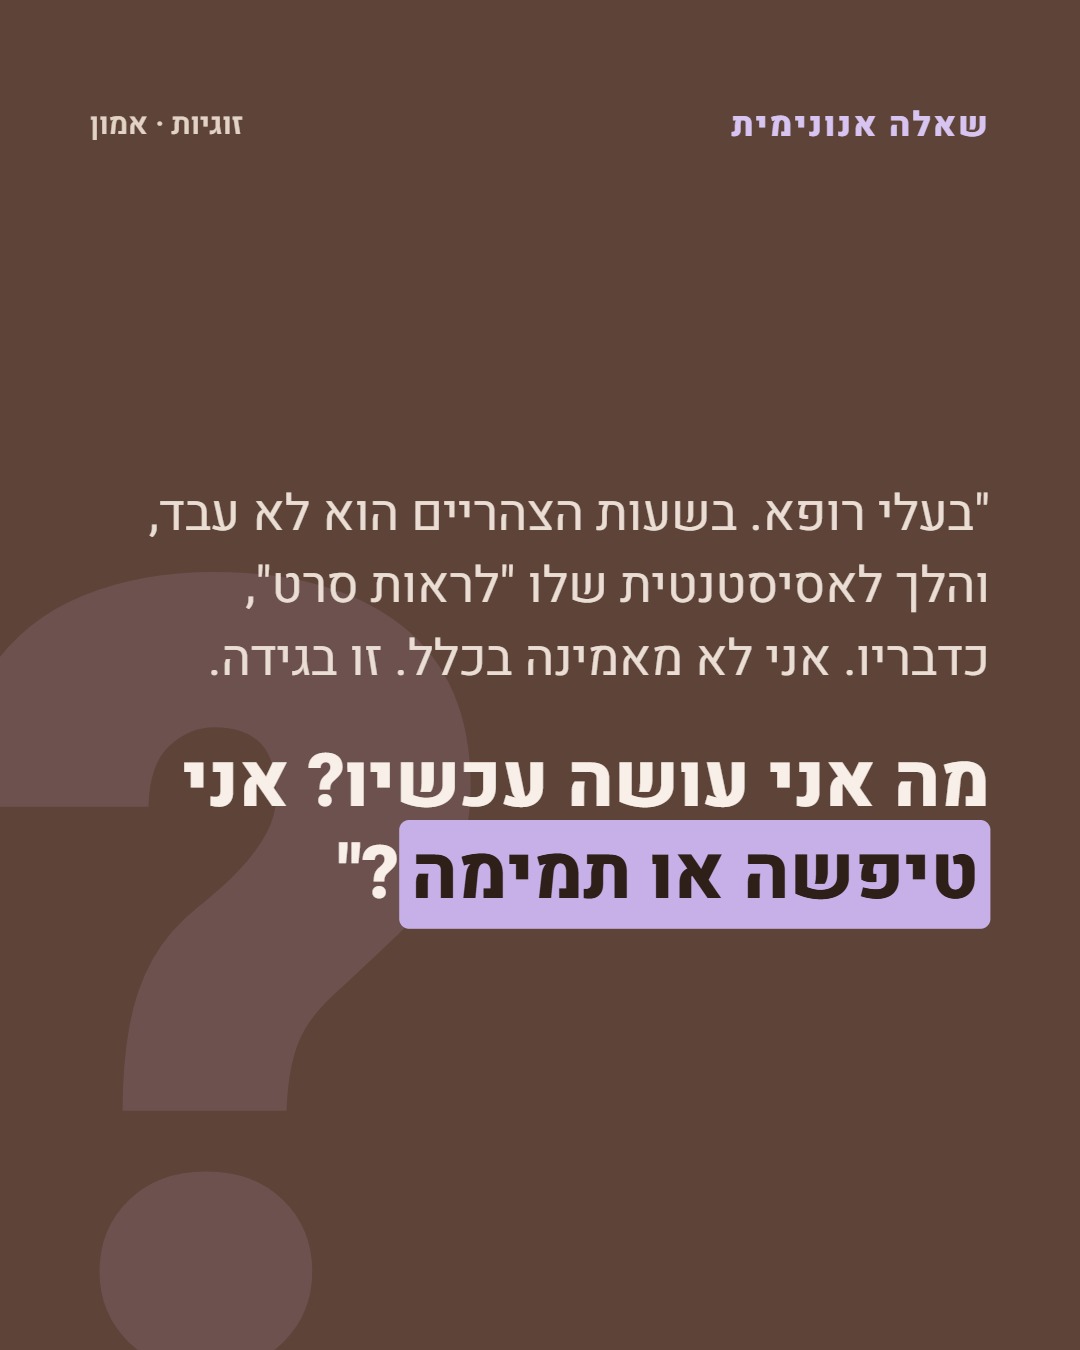 שאלה אנונימית
זוגיות · אמון
"בעלי רופא. בשעות הצהריים הוא לא עבד,
והלך לאסיסטנטית שלו "לראות סרט",
כדבריו. אני לא מאמינה בכלל. זו בגידה.
מה אני עושה עכשיו? אני
טיפשה או תמימה?"
?